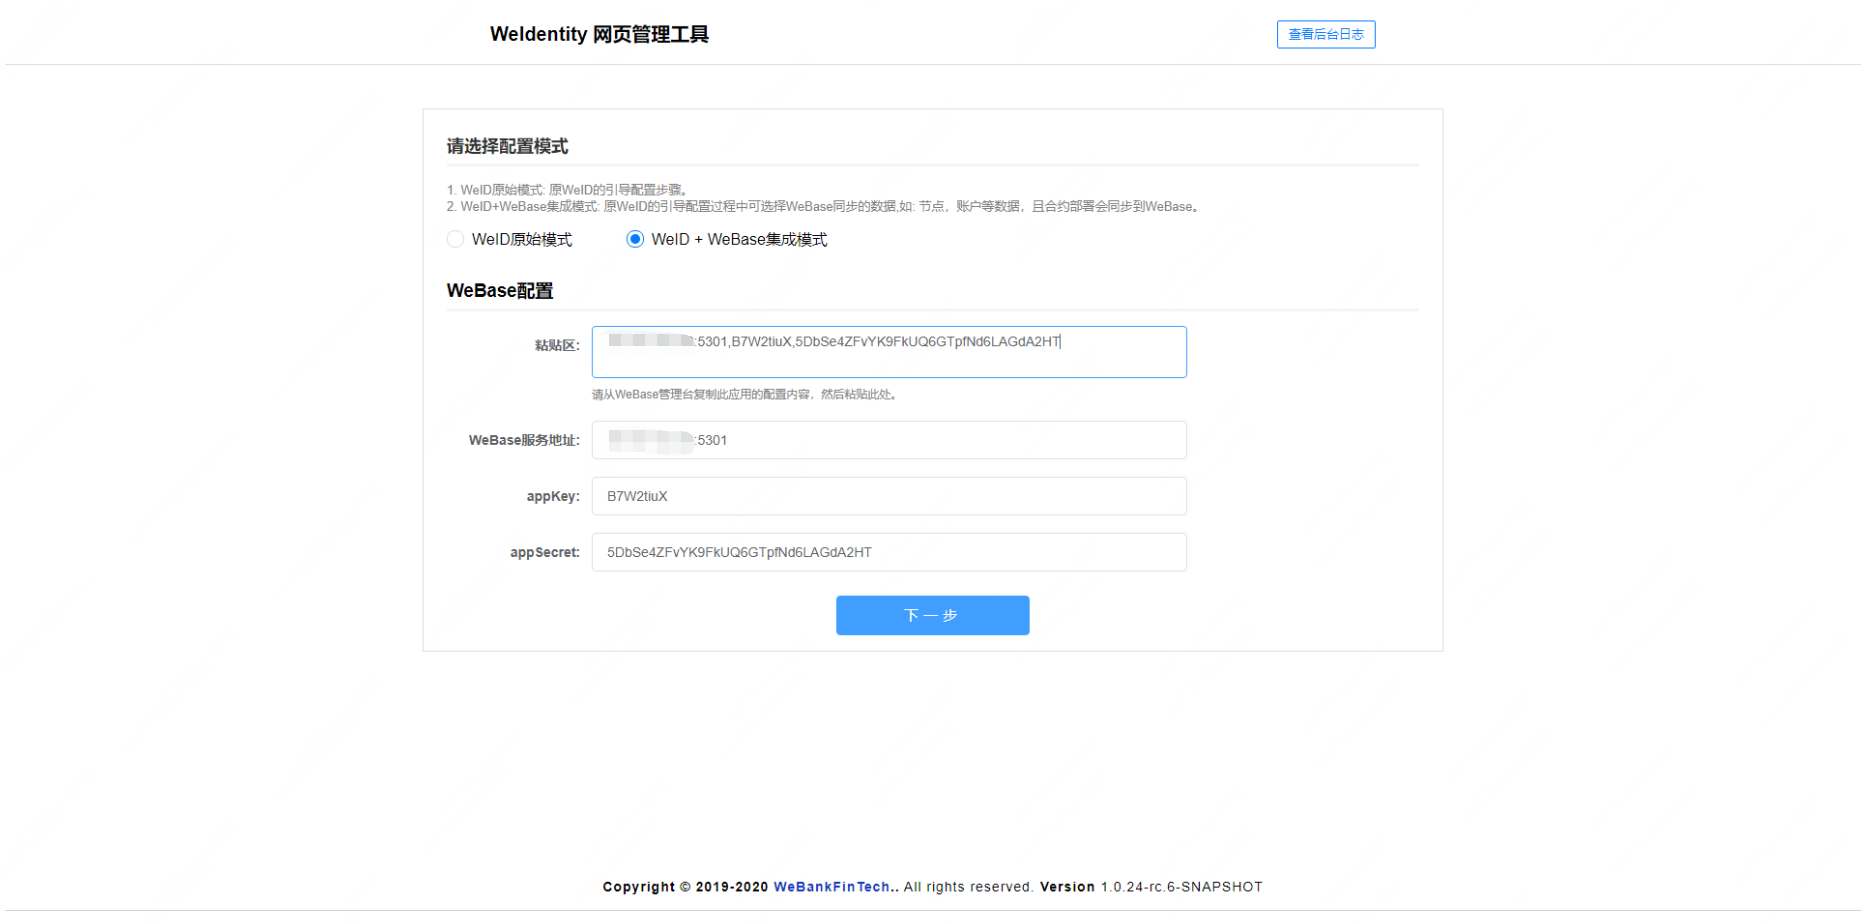 WeIdentity 网页管理工具
查看后台日志
请选择配置模式
1. WeID原始模式: 原WeID的引导配置步骤。
2. WeID+WeBase集成模式: 原WeID的引导配置过程中可选择WeBase同步的数据,如: 节点，账户等数据，且合约部署会同步到WeBase。
WeID原始模式
WeID + WeBase集成模式
WeBase配置
粘贴区:
:5301,B7W2tiuX,5DbSe4ZFvYK9FkUQ6GTpfNd6LAGdA2HT
请从WeBase管理台复制此应用的配置内容，然后粘贴此处。
WeBase服务地址:
:5301
appKey:
B7W2tiuX
appSecret:
5DbSe4ZFvYK9FkUQ6GTpfNd6LAGdA2HT
下一步
Copyright © 2019-2020 WeBankFinTech.. All rights reserved. Version 1.0.24-rc.6-SNAPSHOT